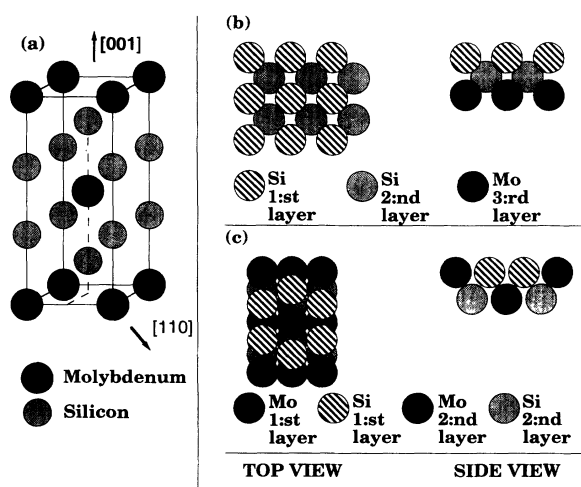 (a)
[001]
[110]
Molybdenum
Silicon
(b)
Si
1:st
layer
Si
2:nd
layer
Mo
3:rd
layer
(c)
Mo
1:st
layer
Si
1:st
layer
Mo
2:nd
layer
Si
2:nd
layer
TOP VIEW
SIDE VIEW